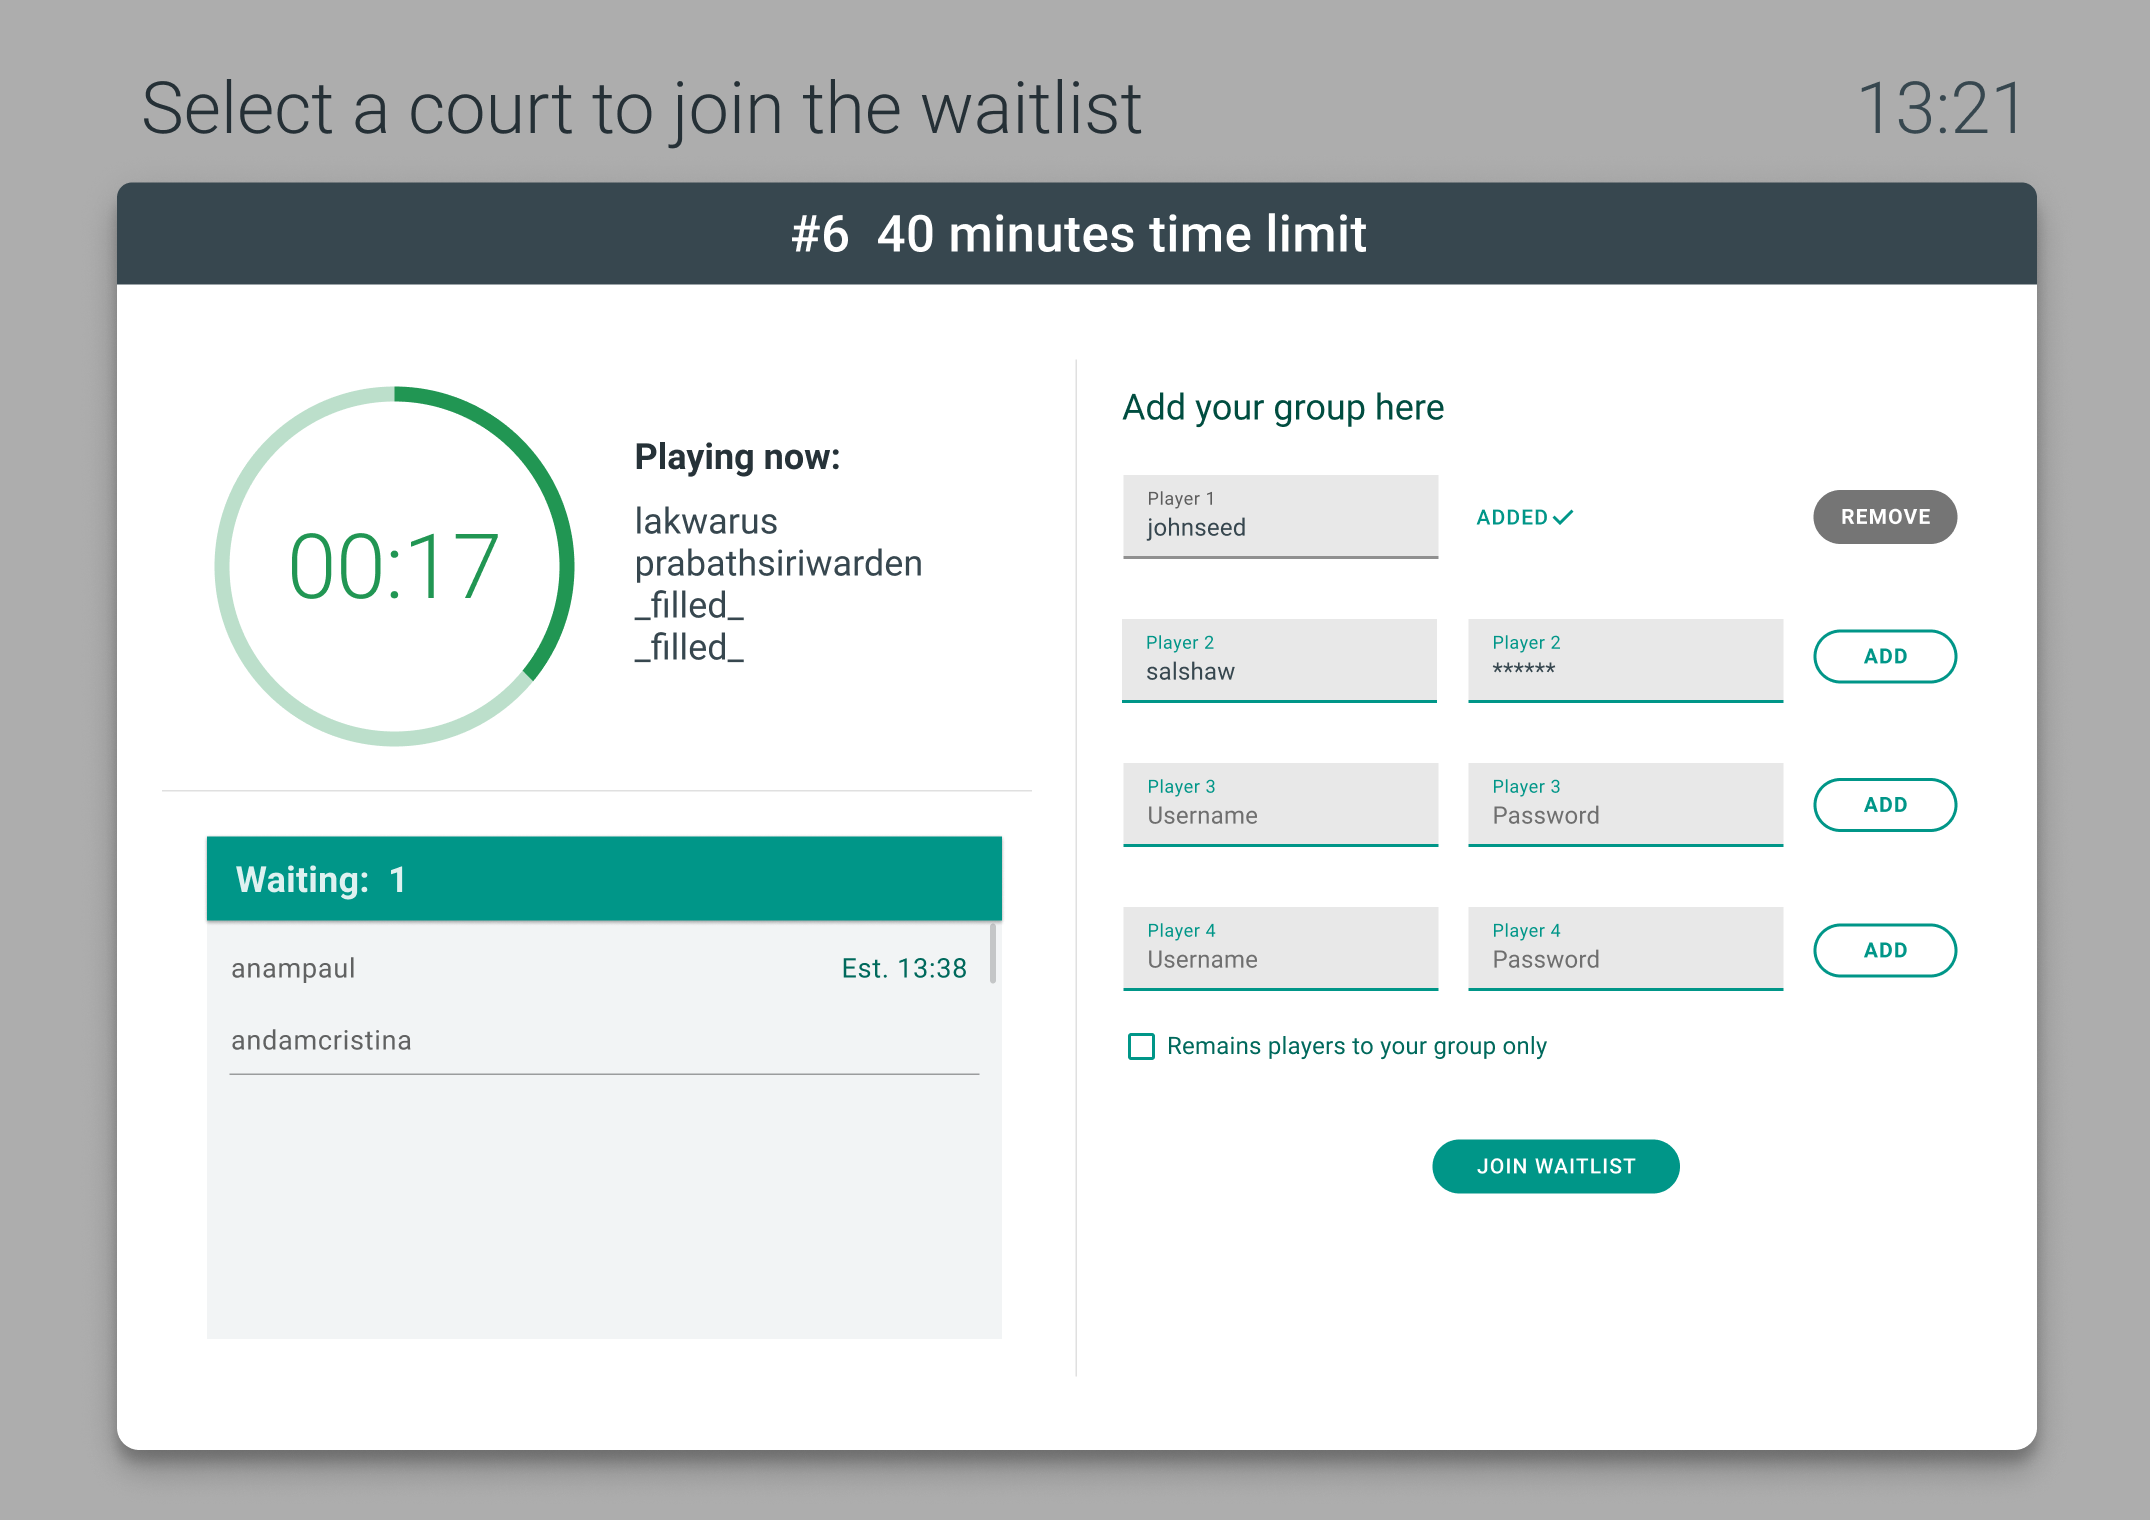 Select a court to join the waitlist
13:21
#6 40 minutes time limit
00:17
Playing now:
lakwarus
prabathsiriwarden
_filled_
_filled_
Waiting: 1
anampaul
Est. 13:38
andamcristina
Add your group here
Player 1
johnseed
ADDED
REMOVE
Player 2
salshaw
Player 2
******
ADD
Player 3
Username
Player 3
Password
ADD
Player 4
Username
Player 4
Password
ADD
Remains players to your group only
JOIN WAITLIST